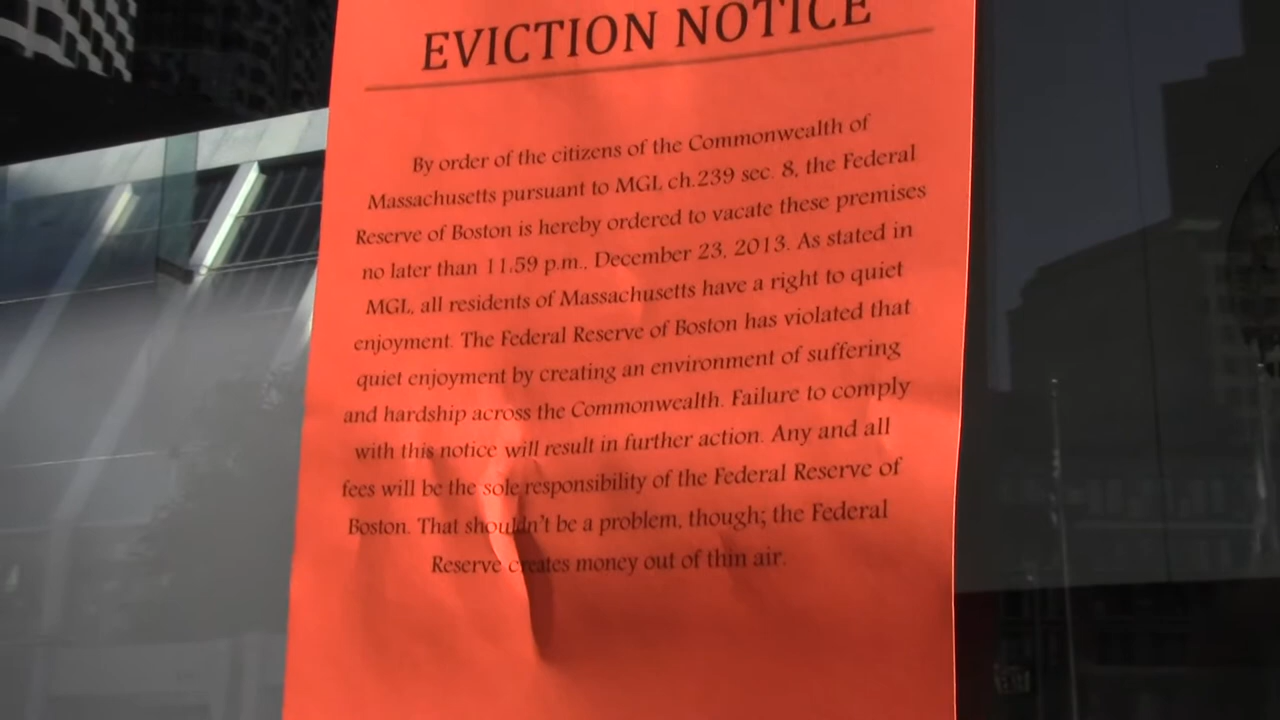 EVICTION NOTICE
By order of the citizens of the Commonwealth of
Massachusetts pursuant to MGL ch.239 sec. 8, the Federal
Reserve of Boston is hereby ordered to vacate these premises
no later than 11.59 p.m., December 23, 2013. As stated in
MGL, all residents of Massachusetts have a right to quiet
enjoyment. The Federal Reserve of Boston has violated that
quiet enjoyment by creating an environment of suffering
and hardship across the Commonwealth. Failure to comply
with this notice will result in further action. Any and all
fees will be the sole responsibility of the Federal Reserve of
Boston. That shouldn't be a problem, though; the Federal
Reserve creates money out of thin air.
EXIT